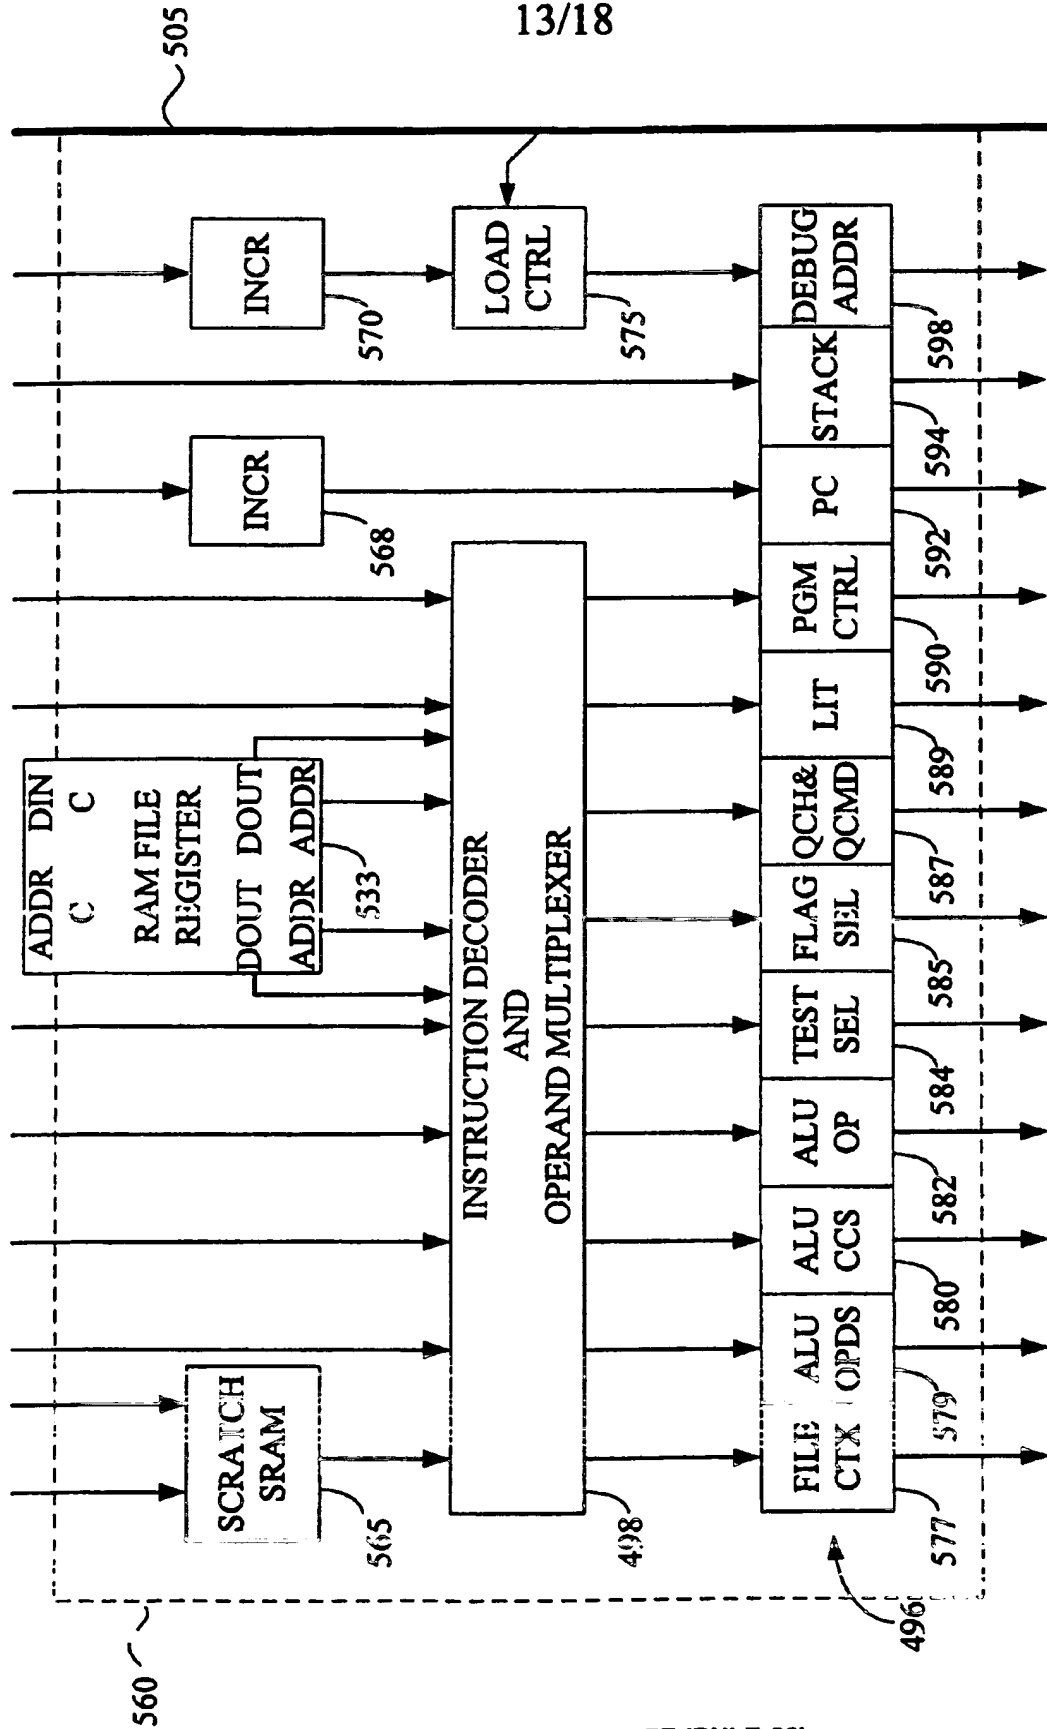 13/18
505
560
INCR
570
LOAD
CTRL
575
DEBUG
ADDR
598
STACK
594
INCR
568
PC
592
PGM
CTRL
590
LIT
589
ADDR DIN
C C
RAM FILE
REGISTER
DOUT DOUT
ADDR ADDR
533
QCH&
QCMD
587
FLAG
SEL
585
TEST
SEL
584
ALU
OP
582
ALU
CCS
580
ALU
OPDS
579
FILE
CTX
577
INSTRUCTION DECODER
AND
OPERAND MULTIPLEXER
498
SCRATCH
SRAM
565
496